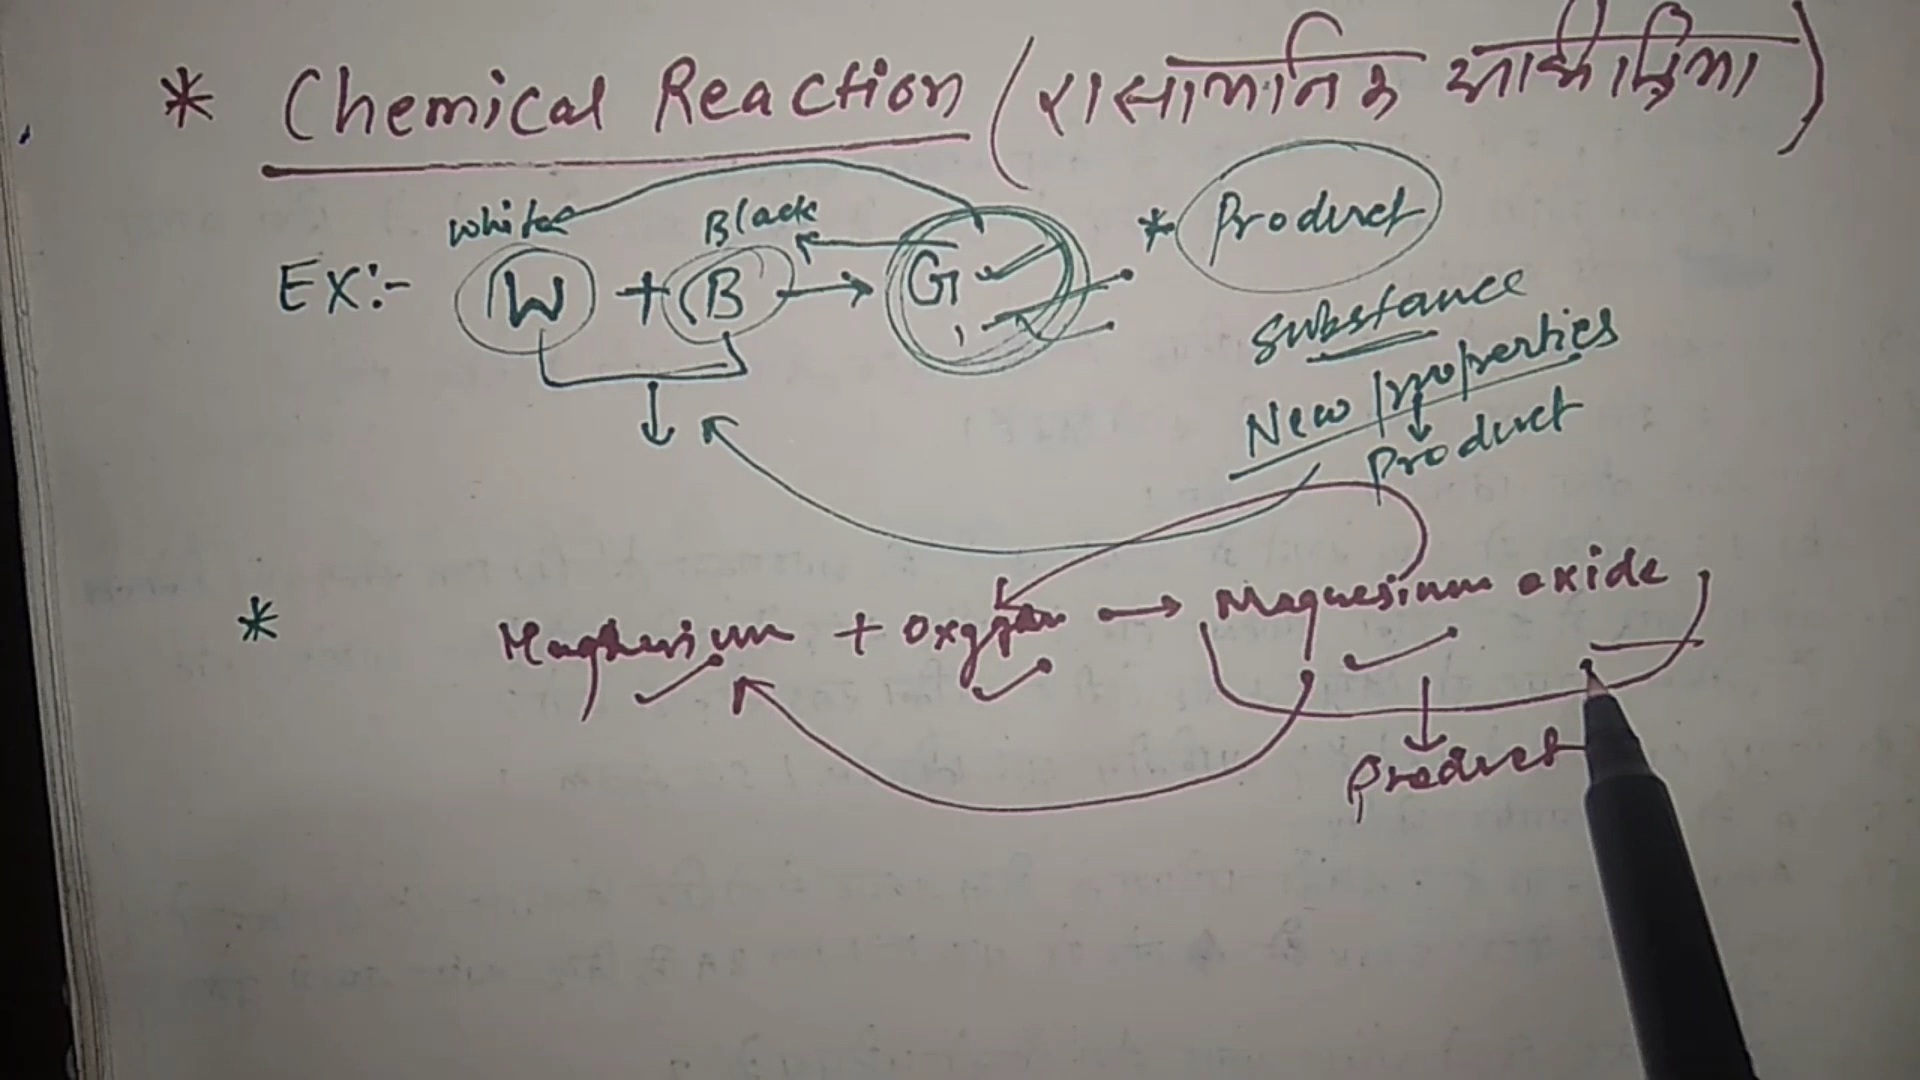 * Chemical Reaction (रासायनिक अभिक्रिया)
White Black
Ex:- W + B → G
* Product
Substance
New properties
Product
* Magnesium + Oxygen → Magnesium oxide
Product